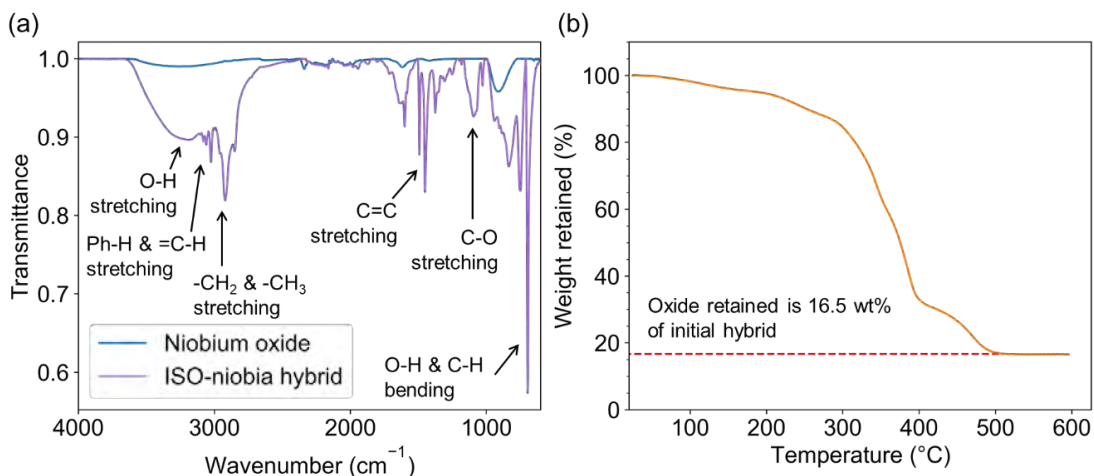 (a)
Transmittance
1.0
0.9
0.8
0.7
0.6
O-H
stretching
Ph-H & =C-H
stretching
-CH₂ & -CH₃
stretching
C=C
stretching
C-O
stretching
O-H & C-H
bending
Niobium oxide
ISO-niobia hybrid
4000
3000
2000
1000
Wavenumber (cm⁻¹)
(b)
Weight retained (%)
100
80
60
40
20
0
Oxide retained is 16.5 wt%
of initial hybrid
100
200
300
400
500
600
Temperature (°C)